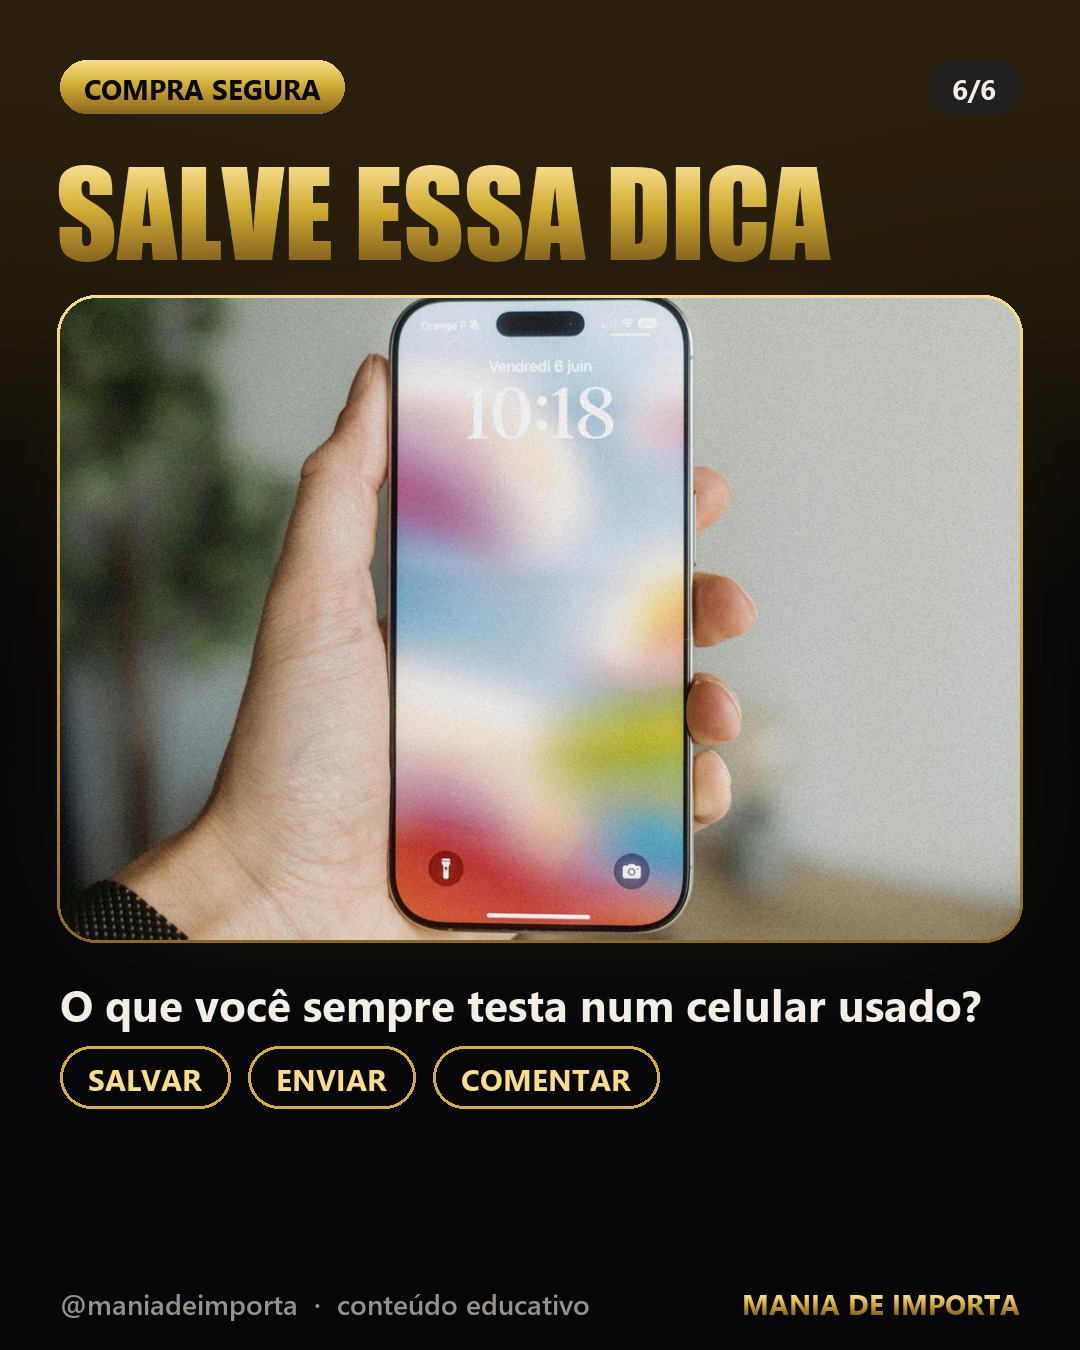 COMPRA SEGURA
6/6
SALVE ESSA DICA
Orange F
Vendredi 6 juin
10:18
O que você sempre testa num celular usado?
SALVAR
ENVIAR
COMENTAR
@maniadeimporta · conteúdo educativo
MANIA DE IMPORTA